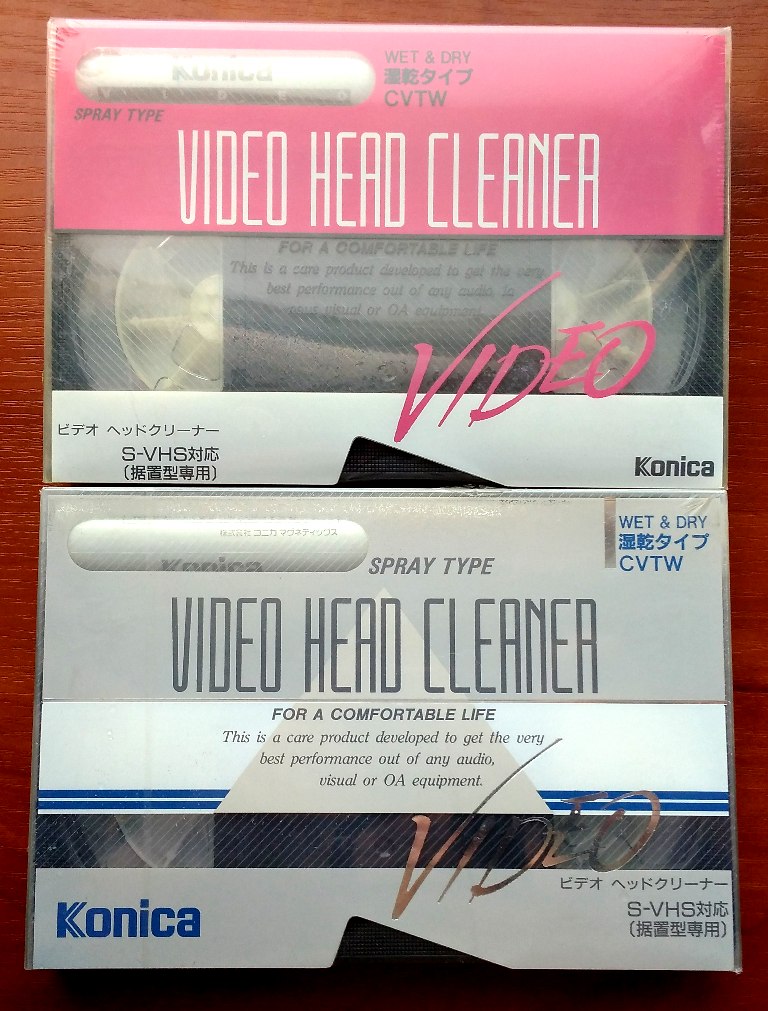 Konica
VIDEO
WET & DRY
湿乾タイプ
CVTW
SPRAY TYPE
VIDEO HEAD CLEANER
FOR A COMFORTABLE LIFE
This is a care product developed to get the very
best performance out of any audio,
visual or OA equipment.
VIDEO
ビデオ ヘッドクリーナー
S-VHS対応
(据置型専用)
Konica
株式会社 コニカ マグネティックス
Konica
SPRAY TYPE
WET & DRY
湿乾タイプ
CVTW
VIDEO HEAD CLEANER
FOR A COMFORTABLE LIFE
This is a care product developed to get the very
best performance out of any audio,
visual or OA equipment.
VIDEO
ビデオ ヘッドクリーナー
S-VHS対応
(据置型専用)
Konica